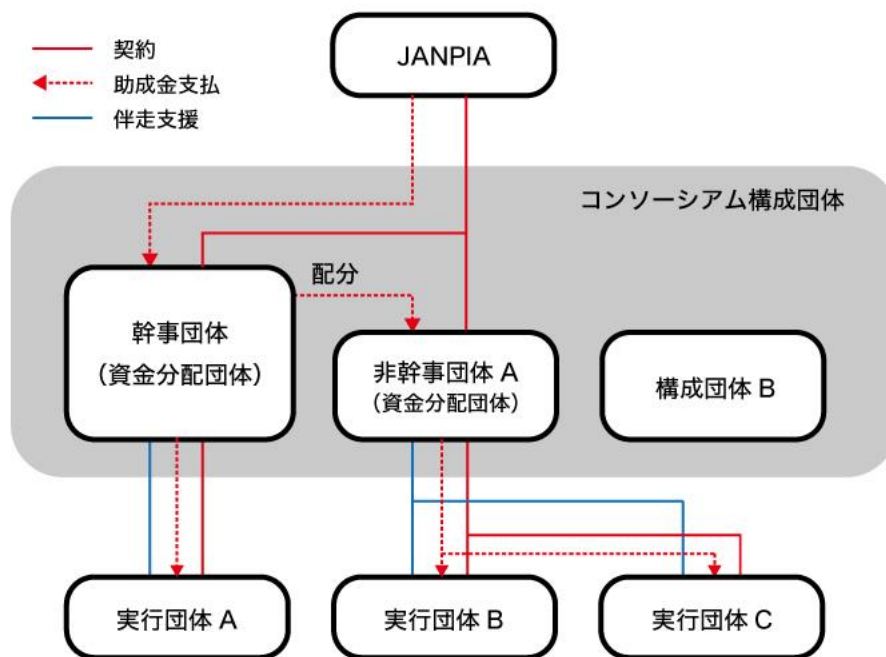 JANPIA
契約
助成金支払
伴走支援
コンソーシアム構成団体
配分
幹事団体
（資金分配団体）
非幹事団体 A
（資金分配団体）
構成団体 B
実行団体 A
実行団体 B
実行団体 C